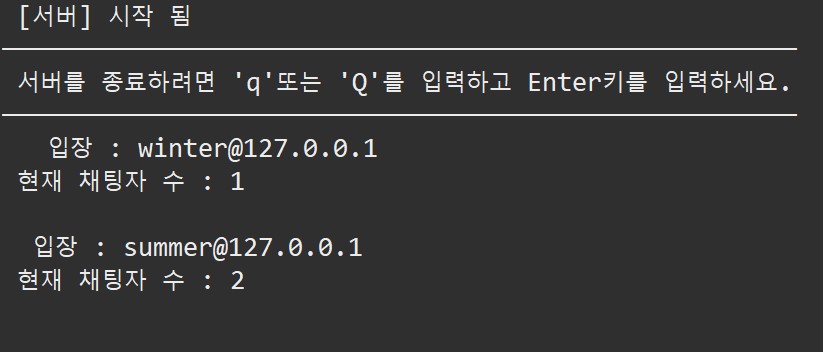 [서버] 시작 됨
서버를 종료하려면 'q'또는 'Q'를 입력하고 Enter키를 입력하세요.
입장 : winter@127.0.0.1
현재 채팅자 수 : 1
입장 : summer@127.0.0.1
현재 채팅자 수 : 2